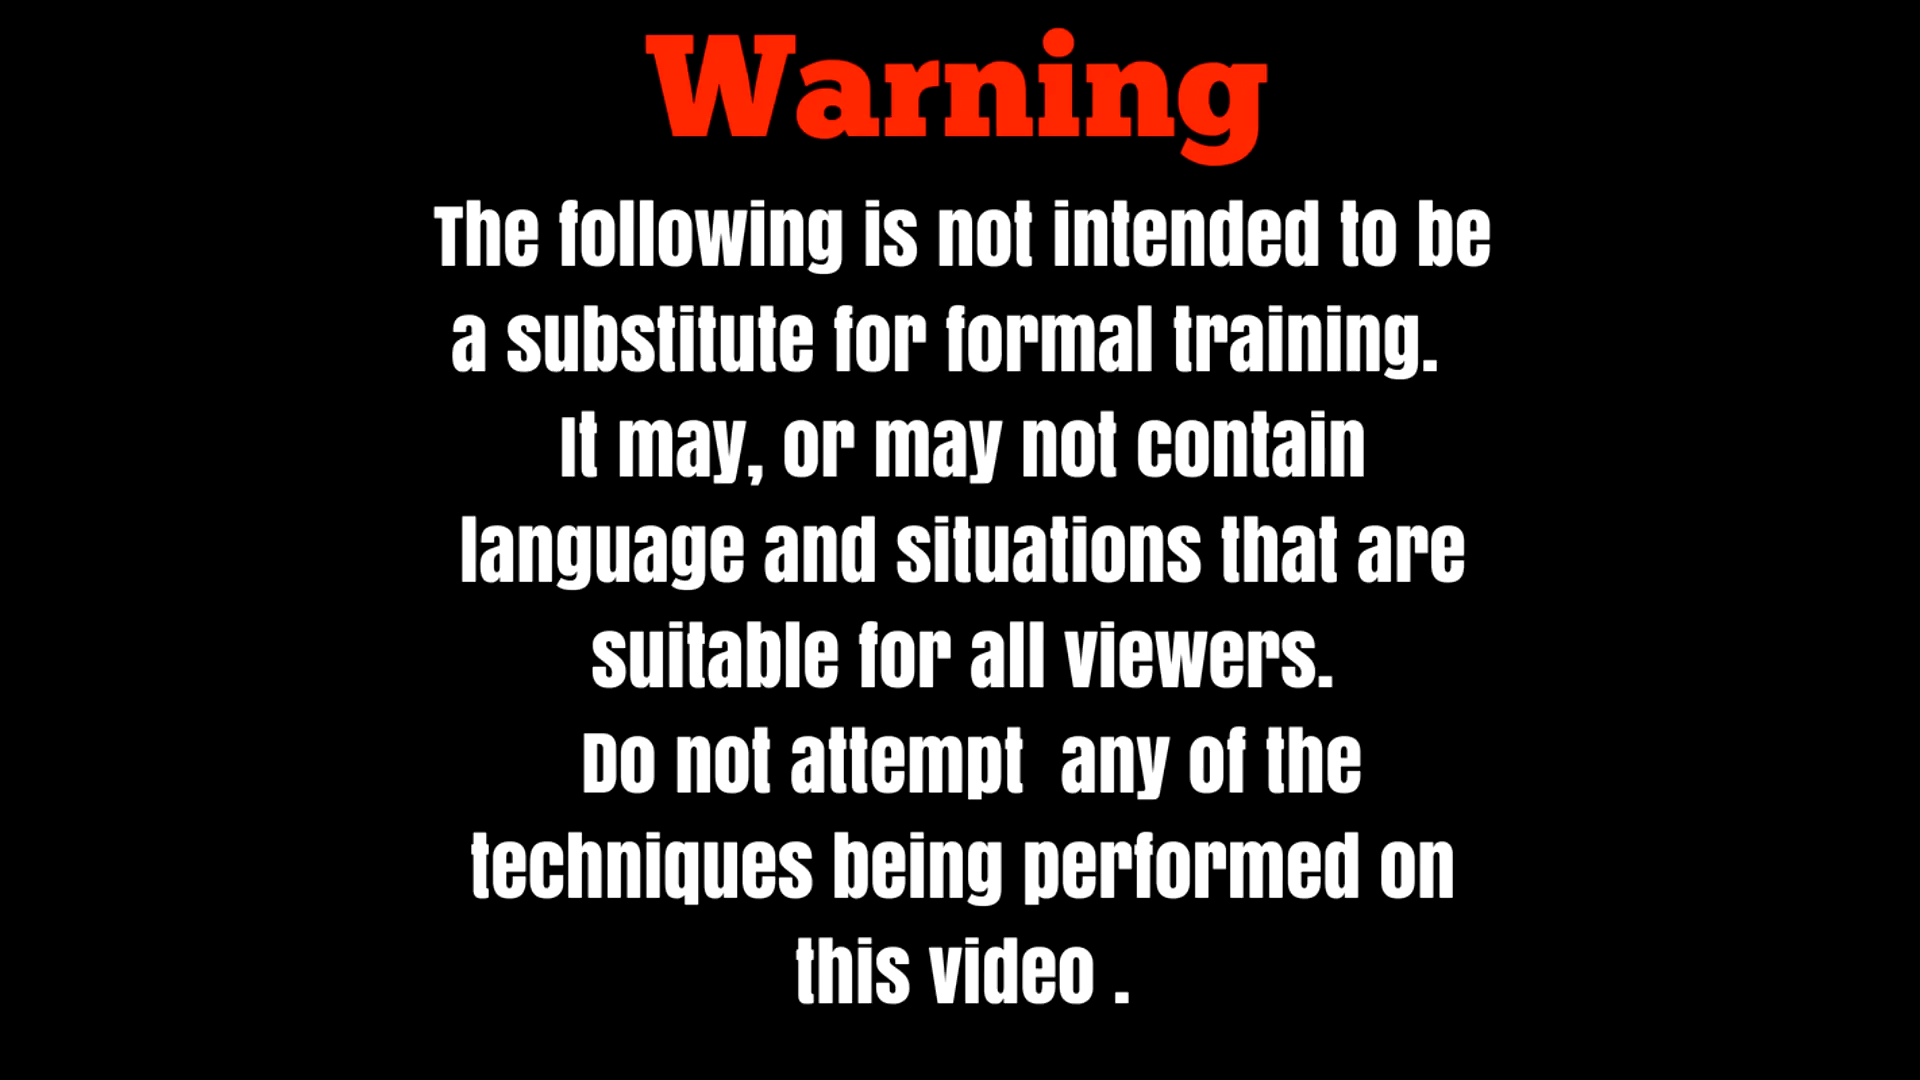 Warning
The following is not intended to be
a substitute for formal training.
It may, or may not contain
language and situations that are
suitable for all viewers.
Do not attempt  any of the
techniques being performed on
this video .